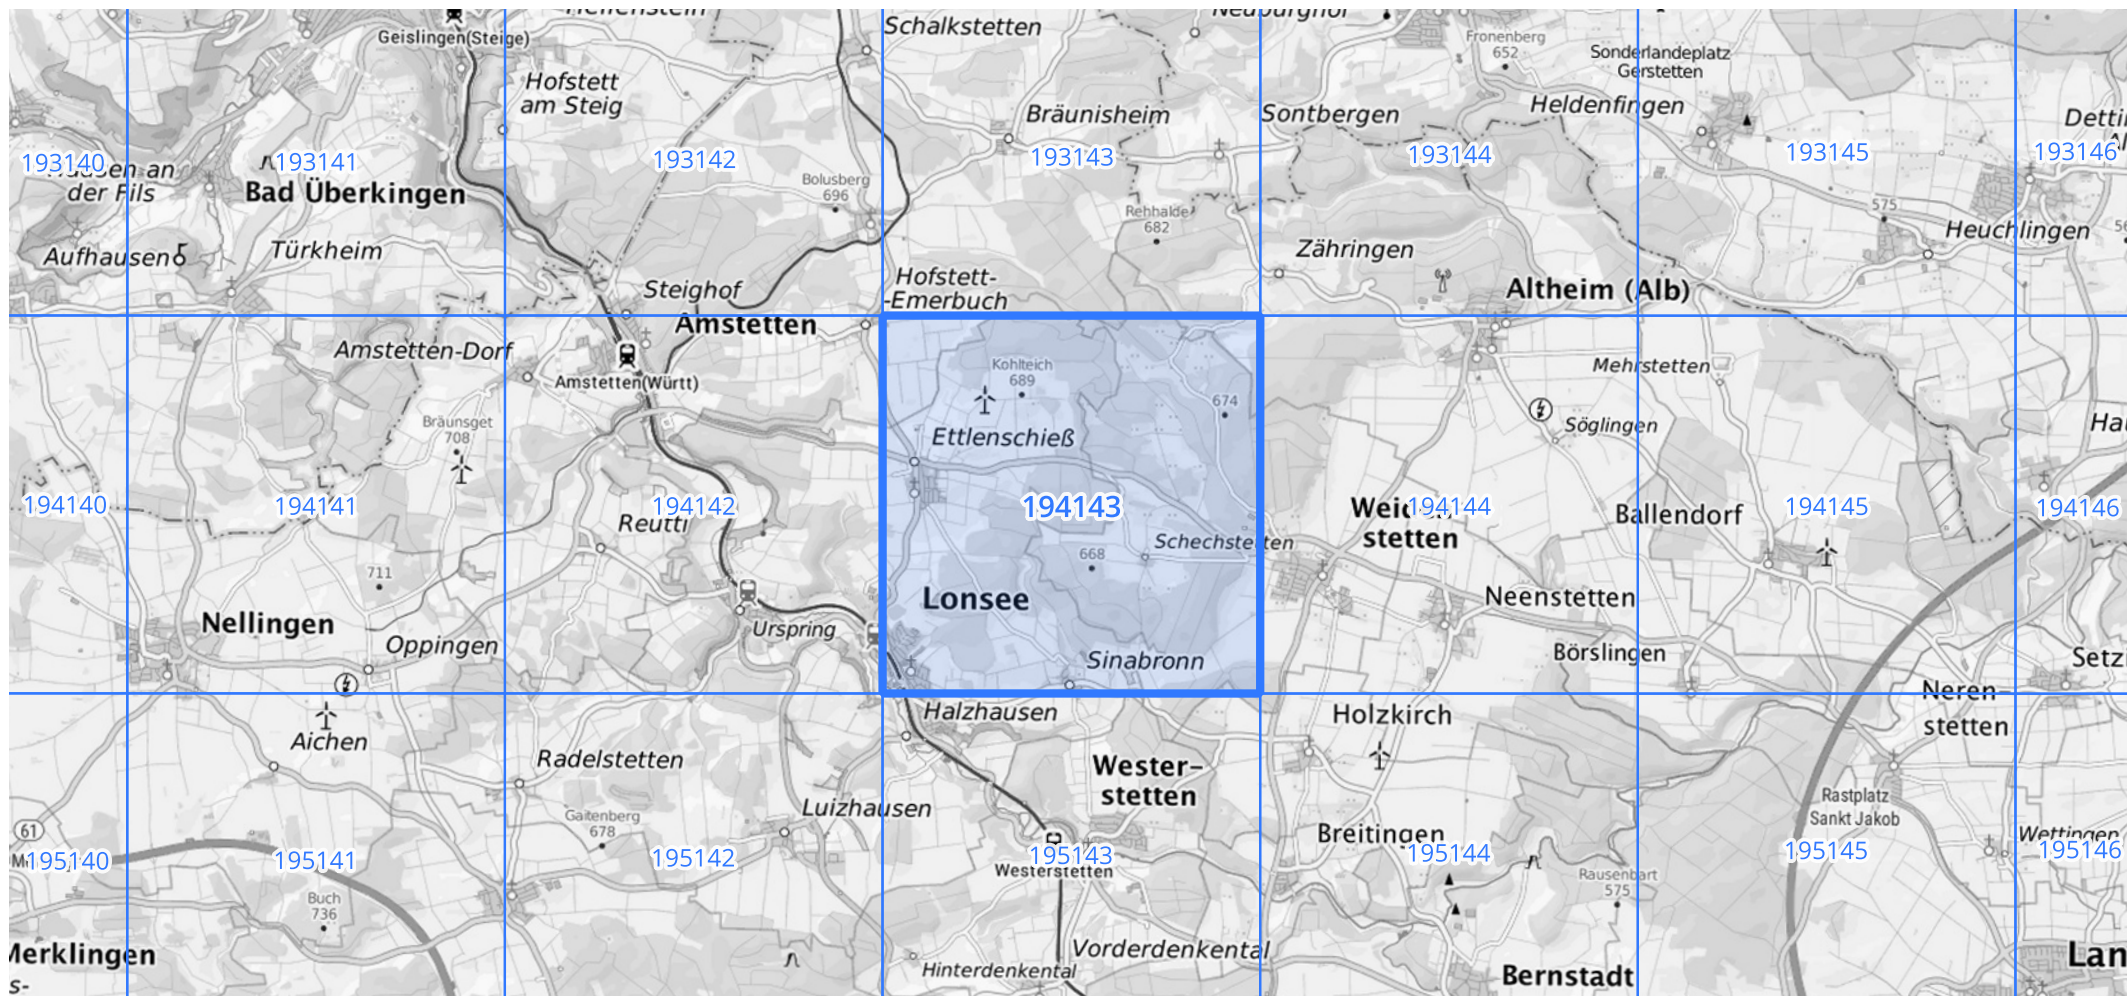 Schalkstetten
Geislingen(Steige)
Fronenberg
652
Sonderlandeplatz
Gerstetten
Hofstett
am Steig
Bräunisheim
Sontbergen
Heldenfingen
193140
193141
193142
193143
193144
193145
193146
der Fils
Bad Überkingen
Bolusberg
696
Rehhalde
682
575
Heuchlingen
Aufhausen
Türkheim
Zähringen
Steighof
Hofstett-
-Emerbuch
Altheim (Alb)
Amstetten
Amstetten-Dorf
Amstetten(Württ)
Kohlteich
689
Mehrstetten
674
Bräunsget
708
Ettlenschieß
Söglingen
194140
194141
194142
194143
194144
194145
194146
Reutti
Weiden
stetten
Ballendorf
Schechstetten
668
711
Lonsee
Neenstetten
Nellingen
Oppingen
Urspring
Sinabronn
Börslingen
Neren-
stetten
Halzhausen
Holzkirch
Aichen
Radelstetten
Wester-
stetten
Luizhausen
Rastplatz
Sankt Jakob
Gaitenberg
678
61
Breitingen
Wettingen
195140
195141
195142
195143
195144
195145
195146
Westerstetten
Rausenbart
575
Buch
736
Merklingen
s-
Vorderdenkental
Hinterdenkental
Bernstadt